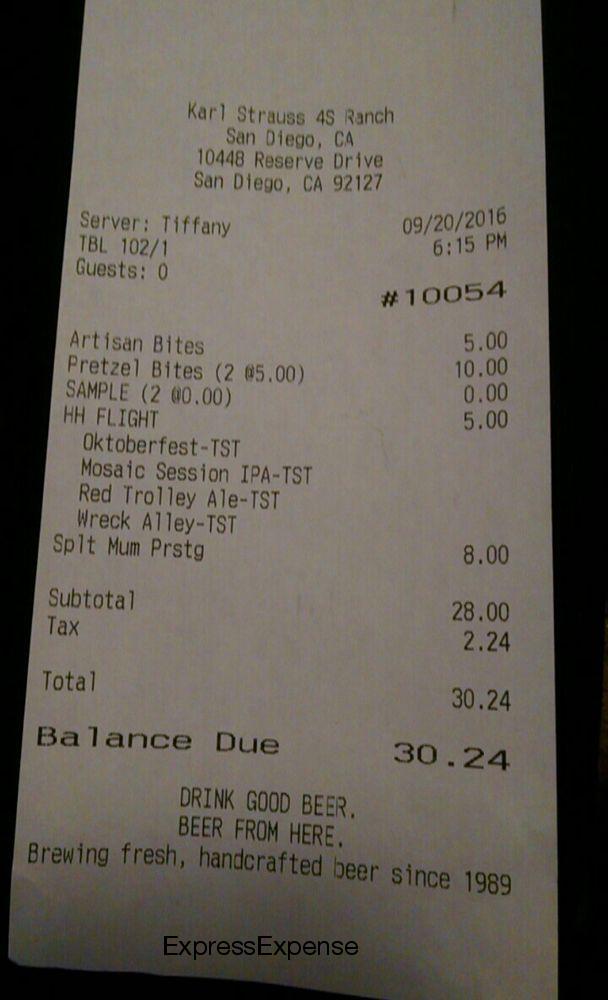 Karl Strauss 4S Ranch
San Diego, CA
10448 Reserve Drive
San Diego, CA 92127
Server: Tiffany 09/20/2016
TBL 102/1 6:15 PM
Guests: 0
#10054
Artisan Bites 5.00
Pretzel Bites (2 @5.00) 10.00
SAMPLE (2 @0.00) 0.00
HH FLIGHT 5.00
Oktoberfest-TST
Mosaic Session IPA-TST
Red Trolley Ale-TST
Wreck Alley-TST
Splt Mum Prstg 8.00
Subtotal 28.00
Tax 2.24
Total 30.24
Balance Due 30.24
DRINK GOOD BEER.
BEER FROM HERE.
Brewing fresh, handcrafted beer since 1989
ExpressExpense